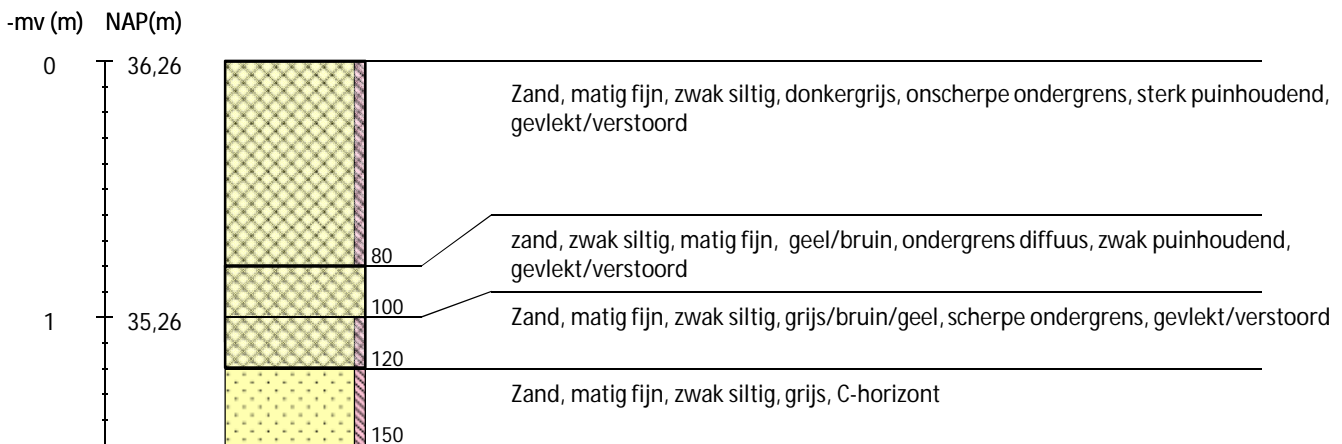 -mv (m) NAP(m)
0 36,26
Zand, matig fijn, zwak siltig, donkergrijs, onscherpe ondergrens, sterk puinhoudend,
gevlekt/verstoord
80
zand, zwak siltig, matig fijn, geel/bruin, ondergrens diffuus, zwak puinhoudend,
gevlekt/verstoord
100
1 35,26
Zand, matig fijn, zwak siltig, grijs/bruin/geel, scherpe ondergrens, gevlekt/verstoord
120
Zand, matig fijn, zwak siltig, grijs, C-horizont
150